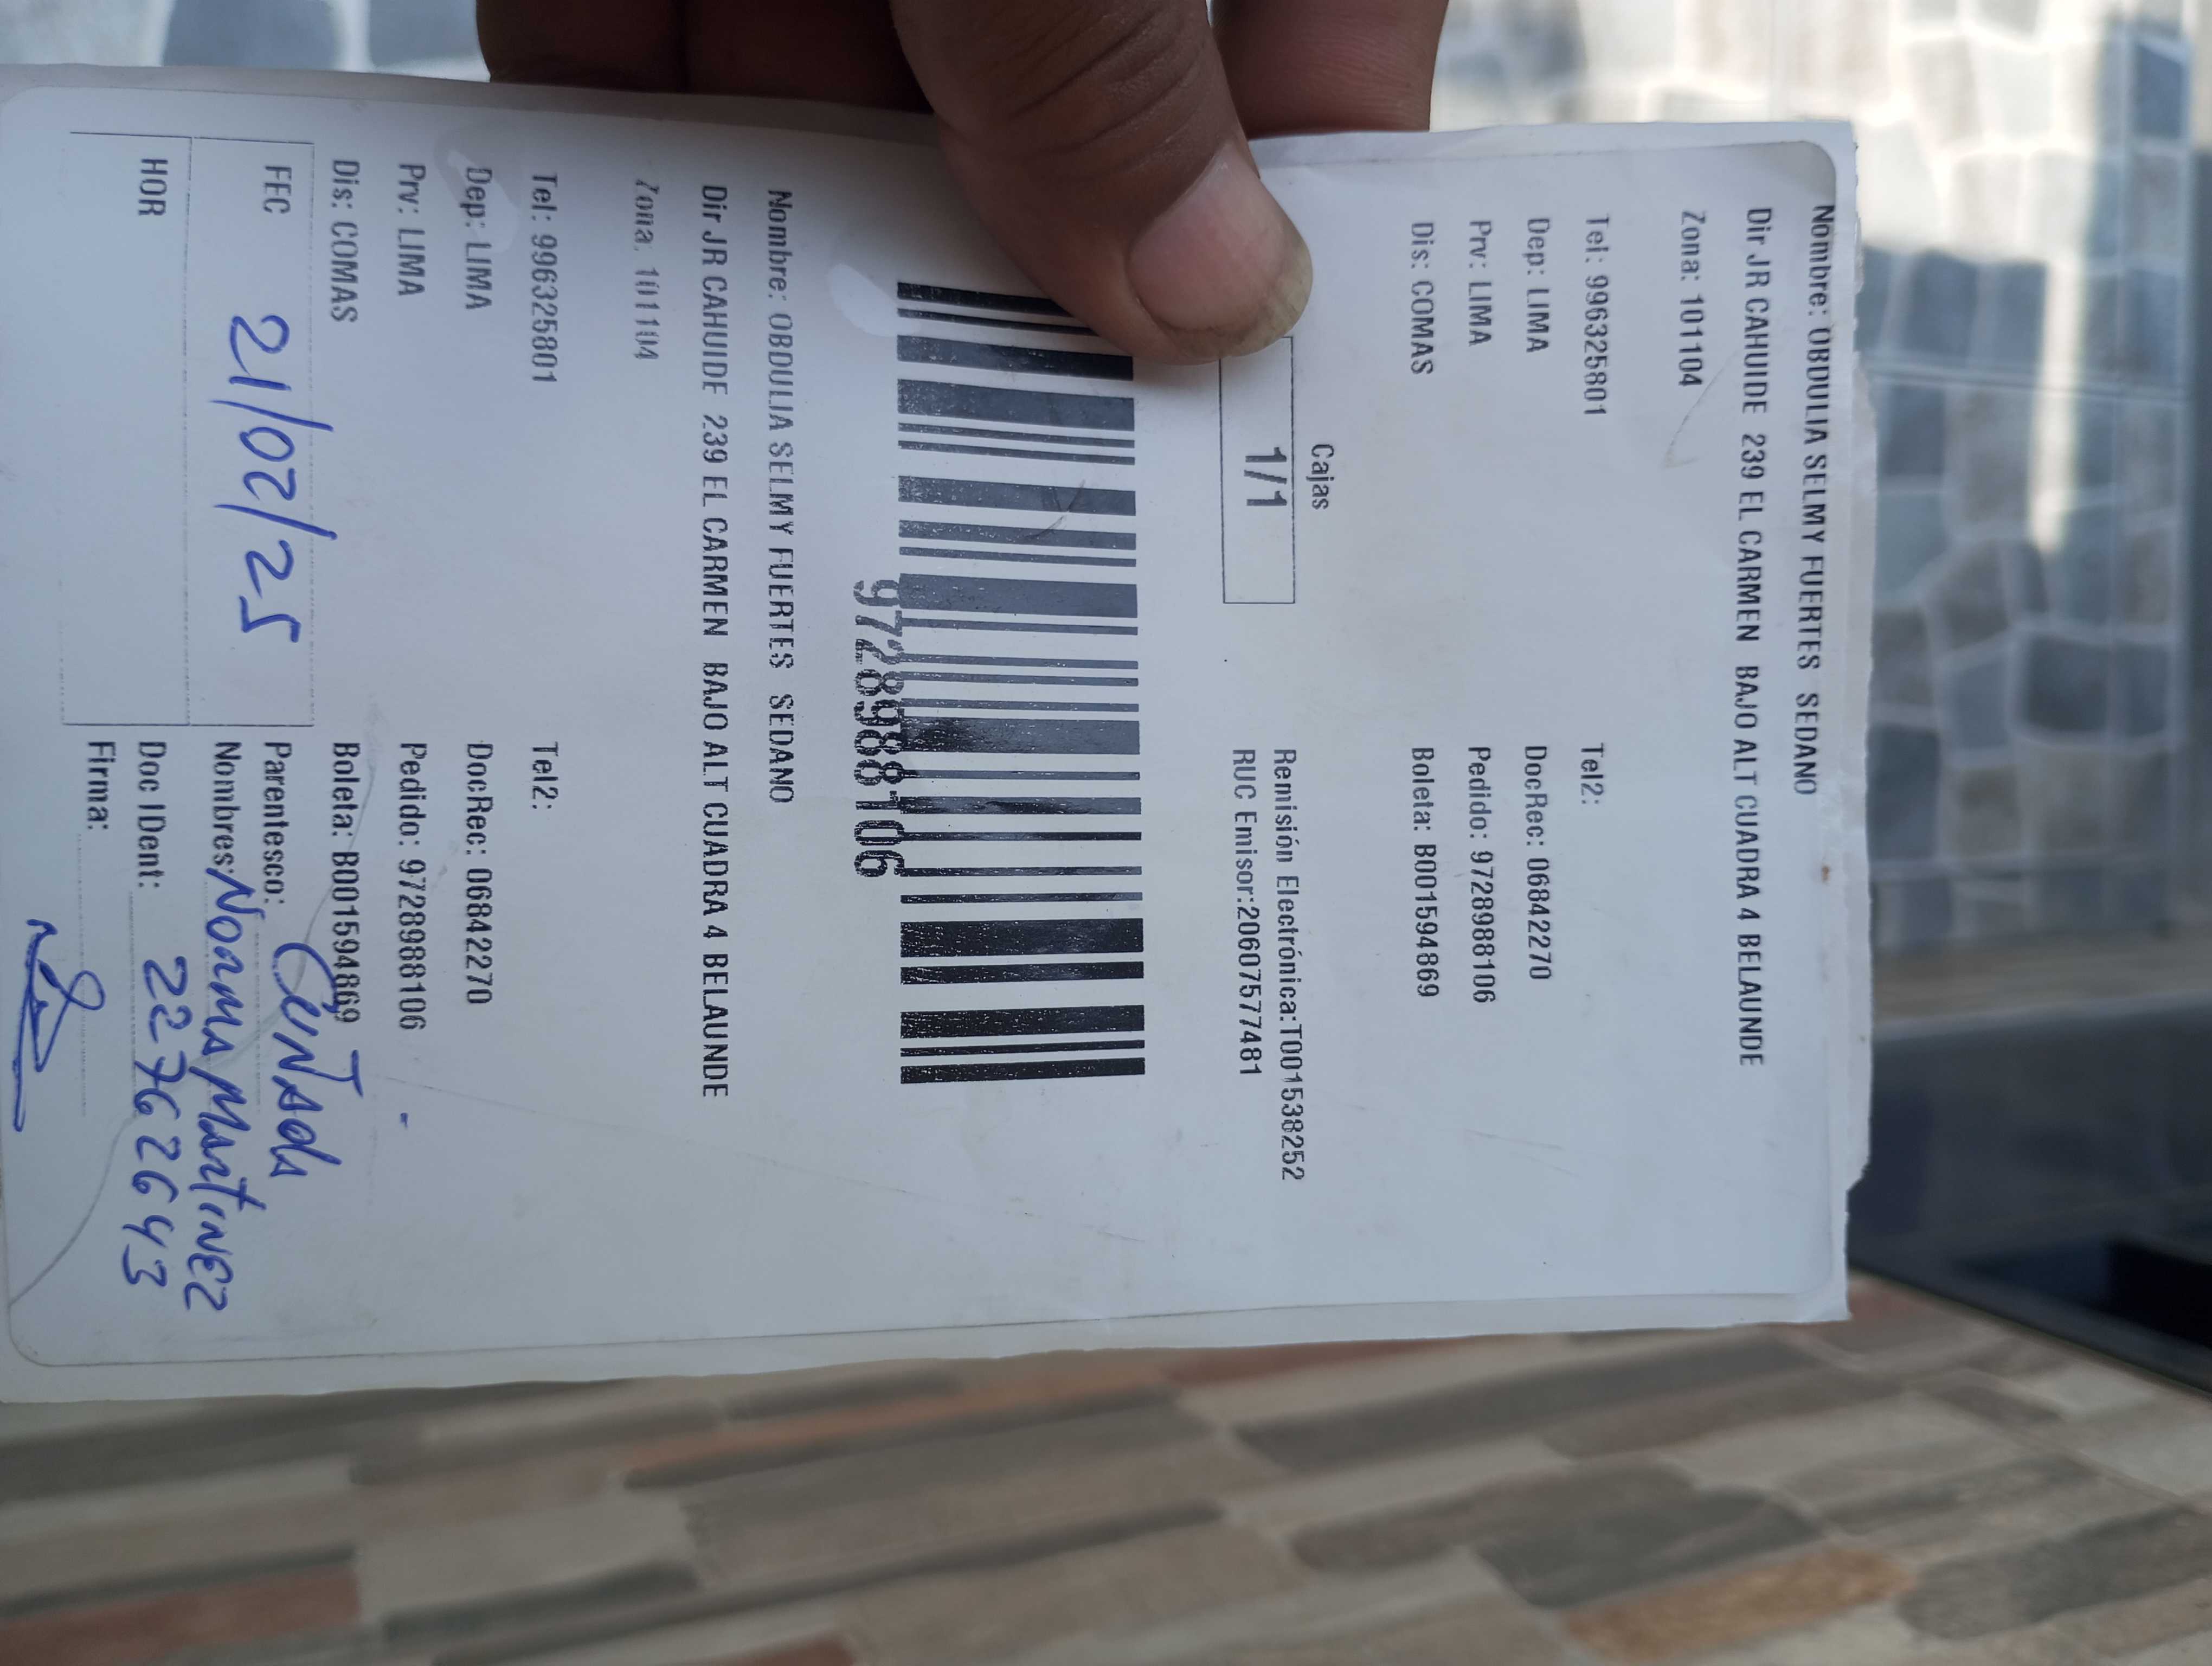 Nombre: OBDULIA SELMY FUERTES SEDANO
Dir JR CAHUIDE 239 EL CARMEN BAJO ALT CUADRA 4 BELAUNDE
Zona: 101104
Tel: 996325801 Tel2:
Dep: LIMA DocRec: 06842270
Prv: LIMA Pedido: 9728988106
Dis: COMAS Boleta: B001594869
Cajas
1/1
Remisión Electrónica:T001538252
RUC Emisor:20607577481
9728988106
Nombre: OBDULIA SELMY FUERTES SEDANO
Dir JR CAHUIDE 239 EL CARMEN BAJO ALT CUADRA 4 BELAUNDE
Zona: 101104
Tel: 996325801 Tel2:
Dep: LIMA DocRec: 06842270
Prv: LIMA Pedido: 9728988106
Dis: COMAS Boleta: B001594869
FEC 21/02/25 Parentesco: CUÑADA
Nombres: NORMA MARTINEZ
HOR Doc IDent: 22762643
Firma: